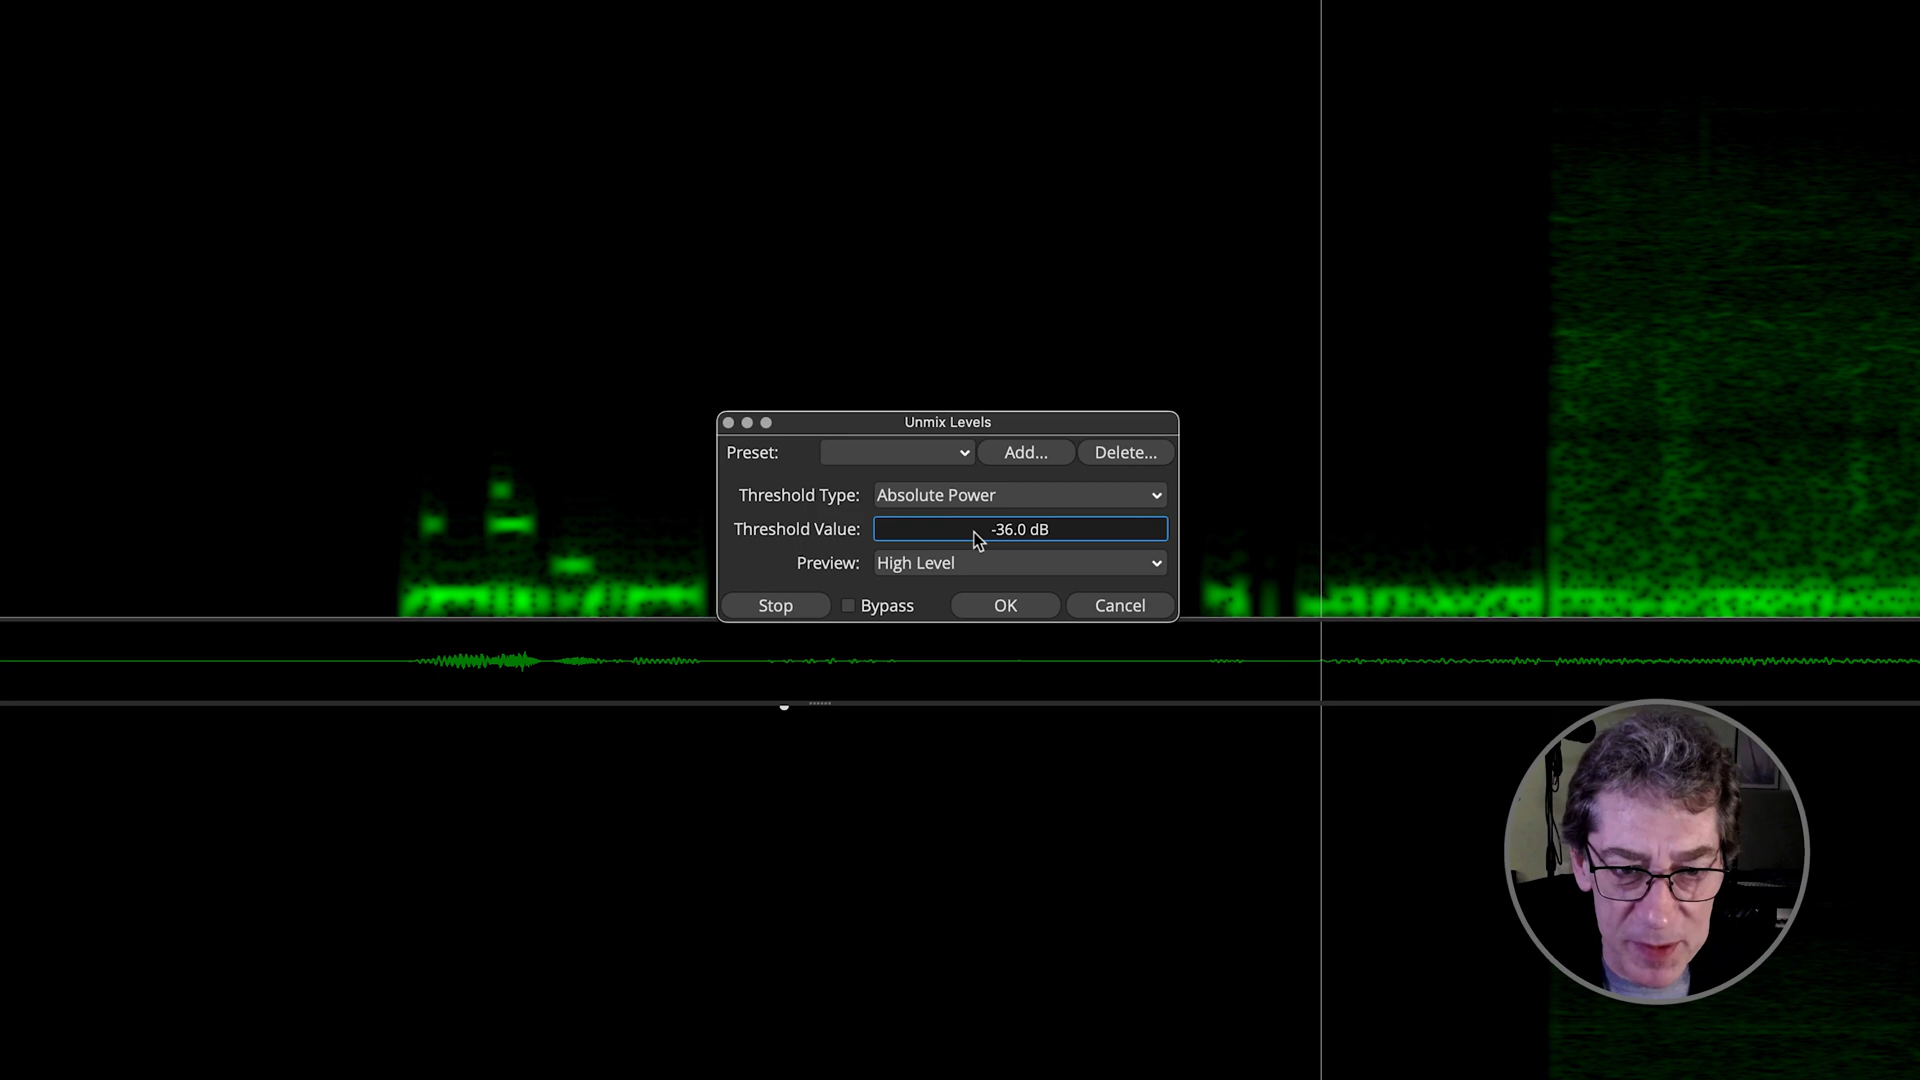 Unmix Levels
Preset: Add... Delete...
Threshold Type: Absolute Power
Threshold Value: -36.0 dB
Preview: High Level
Stop Bypass OK Cancel